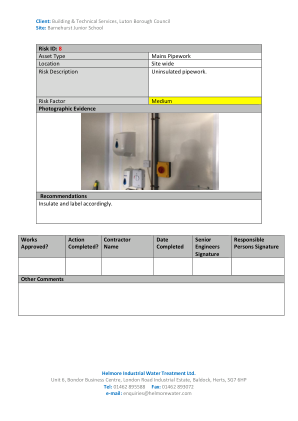 Client: Building & Technical Services, Luton Borough Council
Site: Barnehurst Junior School
Risk ID: 8
Asset Type Mains Pipework
Location Site wide
Risk Description Uninsulated pipework.
Risk Factor Medium
Photographic Evidence
Recommendations
Insulate and label accordingly.
Works Approved? Action Completed? Contractor Name Date Completed Senior Engineers Signature Responsible Persons Signature
Other Comments
Helmore Industrial Water Treatment Ltd.
Unit 6, Bondor Business Centre, London Road Industrial Estate, Baldock, Herts, SG7 6HP
Tel: 01462 895588 Fax: 01462 893872
e-mail: enquiries@helmorewater.com